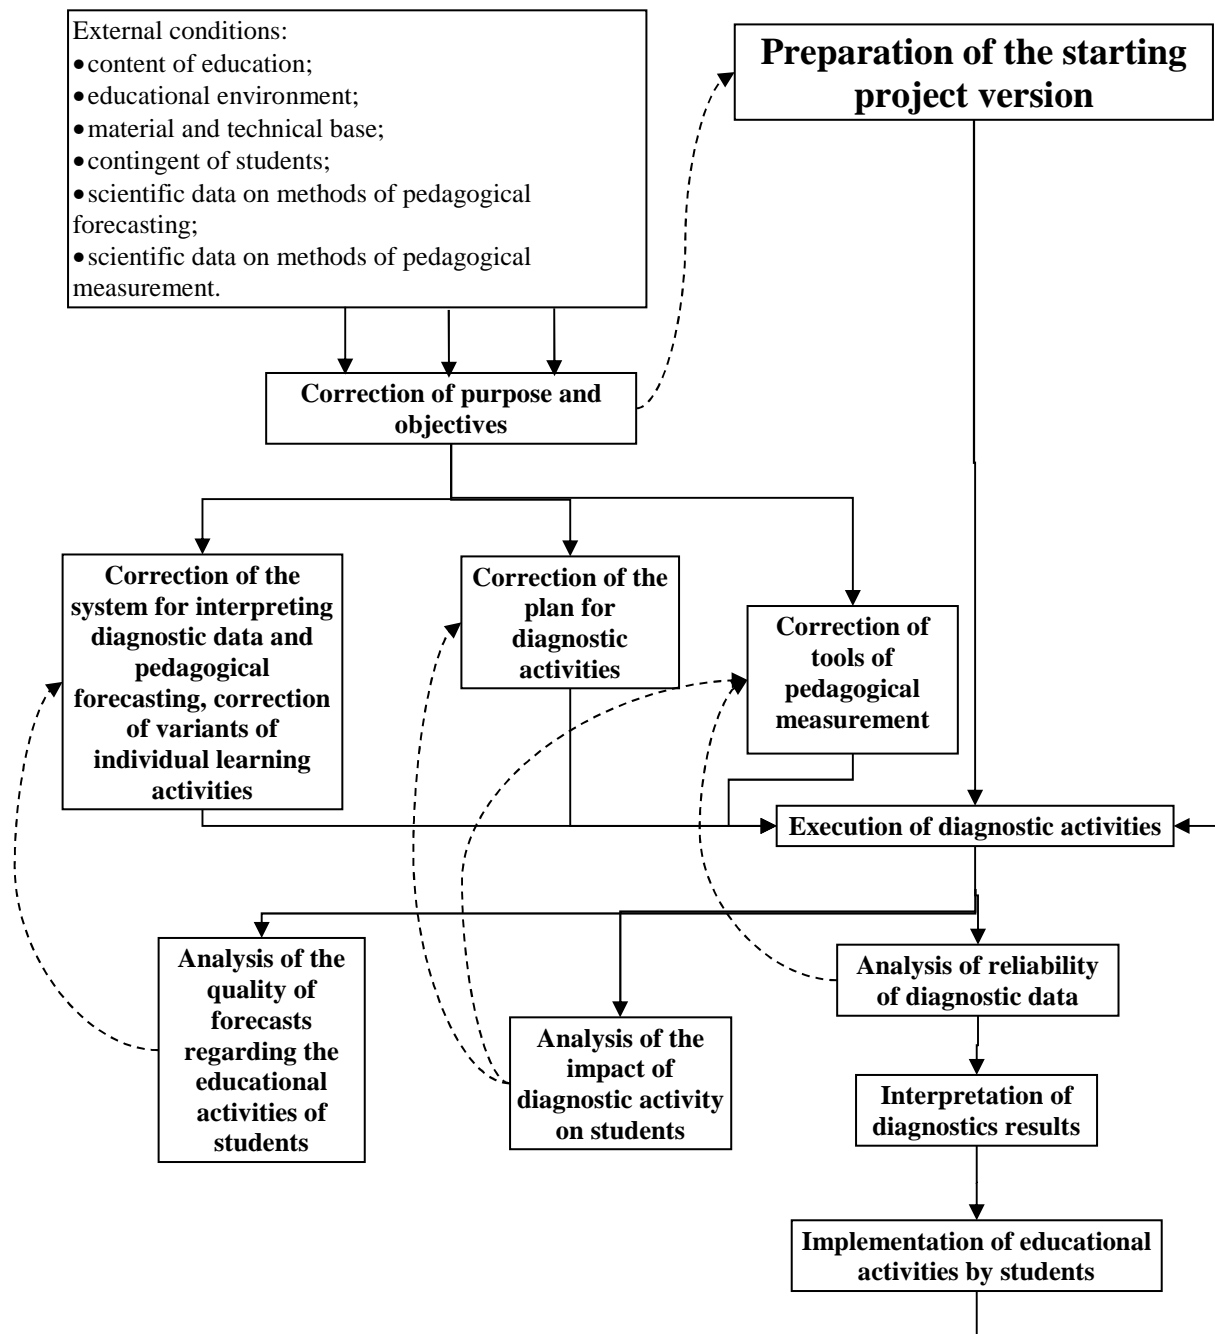 External conditions:
•content of education;
•educational environment;
•material and technical base;
•contingent of students;
•scientific data on methods of pedagogical
forecasting;
•scientific data on methods of pedagogical
measurement.
Preparation of the starting
project version
Correction of purpose and
objectives
Correction of the
system for interpreting
diagnostic data and
pedagogical
forecasting, correction
of variants of
individual learning
activities
Correction of the
plan for
diagnostic
activities
Correction of
tools of
pedagogical
measurement
Execution of diagnostic activities
Analysis of the
quality of
forecasts
regarding the
educational
activities of
students
Analysis of the
impact of
diagnostic activity
on students
Analysis of reliability
of diagnostic data
Interpretation of
diagnostics results
Implementation of educational
activities by students